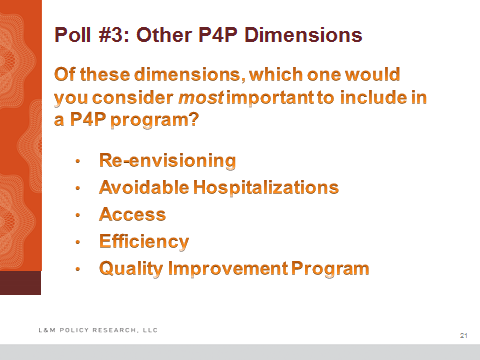 Poll #3: Other P4P Dimensions
Of these dimensions, which one would
you consider most important to include in
a P4P program?
• Re-envisioning
• Avoidable Hospitalizations
• Access
• Efficiency
• Quality Improvement Program
L&M POLICY RESEARCH, LLC
21